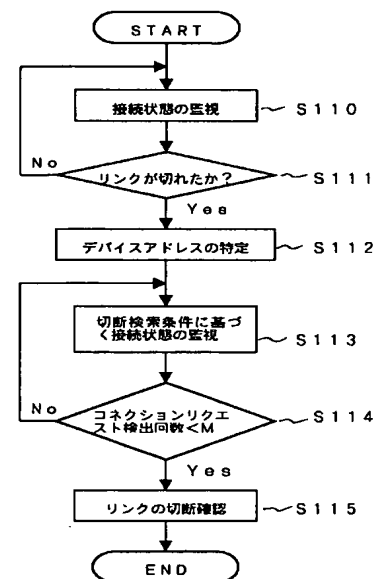 START
接続状態の監視
S110
No
リンクが切れたか?
S111
Yes
デバイスアドレスの特定
S112
切断検索条件に基づ
く接続状態の監視
S113
No
コネクションリクエ
スト検出回数<M
S114
Yes
リンクの切断確認
S115
END